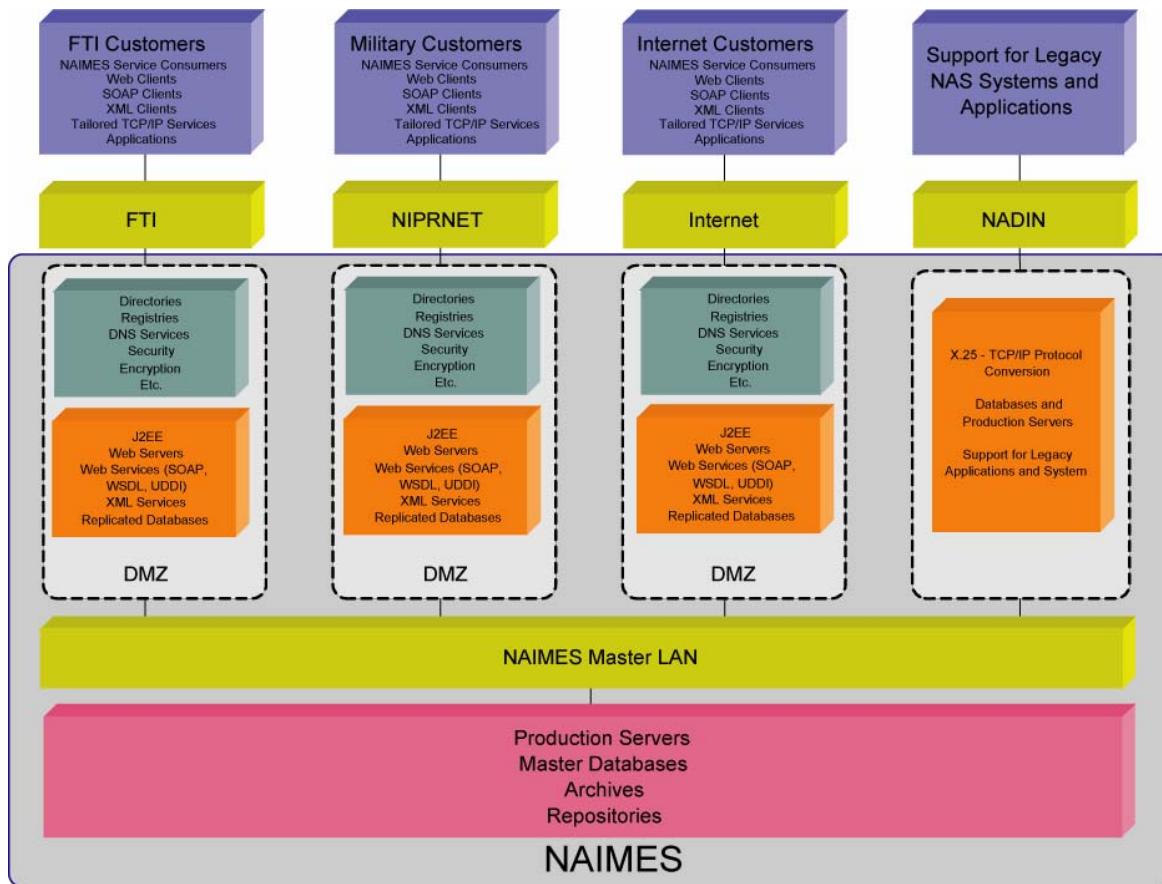 FTI Customers
NAIMES Service Consumers
Web Clients
SOAP Clients
XML Clients
Tailored TCP/IP Services
Applications
Military Customers
NAIMES Service Consumers
Web Clients
SOAP Clients
XML Clients
Tailored TCP/IP Services
Applications
Internet Customers
NAIMES Service Consumers
Web Clients
SOAP Clients
XML Clients
Tailored TCP/IP Services
Applications
Support for Legacy
NAS Systems and
Applications
FTI
NIPRNET
Internet
NADIN
Directories
Registries
DNS Services
Security
Encryption
Etc.
J2EE
Web Servers
Web Services (SOAP,
WSDL, UDDI)
XML Services
Replicated Databases
DMZ
Directories
Registries
DNS Services
Security
Encryption
Etc.
J2EE
Web Servers
Web Services (SOAP,
WSDL, UDDI)
XML Services
Replicated Databases
DMZ
Directories
Registries
DNS Services
Security
Encryption
Etc.
J2EE
Web Servers
Web Services (SOAP,
WSDL, UDDI)
XML Services
Replicated Databases
DMZ
X.25 - TCP/IP Protocol
Conversion
Databases and
Production Servers
Support for Legacy
Applications and System
NAIMES Master LAN
Production Servers
Master Databases
Archives
Repositories
NAIMES